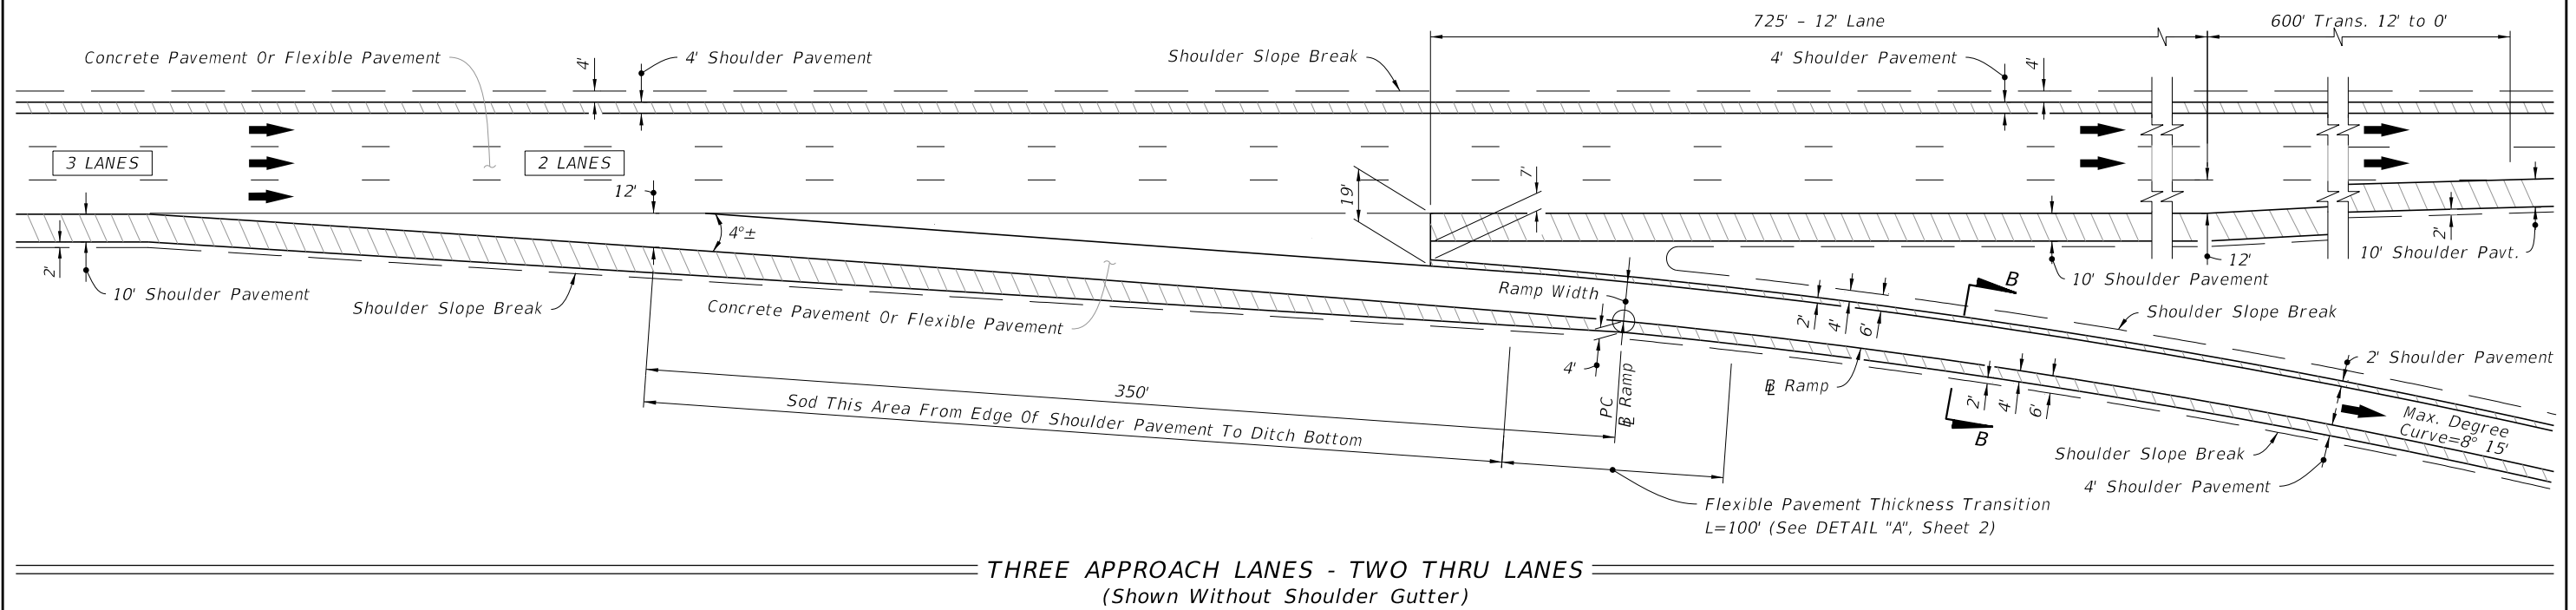 725' - 12' Lane
600' Trans. 12' to 0'
Concrete Pavement Or Flexible Pavement
4'
4' Shoulder Pavement
Shoulder Slope Break
4' Shoulder Pavement
4'
3 LANES
2 LANES
12'
19'
7'
4°±
2'
10' Shoulder Pavement
Shoulder Slope Break
Concrete Pavement Or Flexible Pavement
Ramp Width
2'
4'
6'
B
10' Shoulder Pavement
12'
2'
10' Shoulder Pavt.
Shoulder Slope Break
2' Shoulder Pavement
4'
PC
BL Ramp
BL Ramp
350'
Sod This Area From Edge Of Shoulder Pavement To Ditch Bottom
2'
4'
6'
B
Max. Degree
Curve=8° 15'
Shoulder Slope Break
4' Shoulder Pavement
Flexible Pavement Thickness Transition
L=100' (See DETAIL "A", Sheet 2)
THREE APPROACH LANES - TWO THRU LANES
(Shown Without Shoulder Gutter)